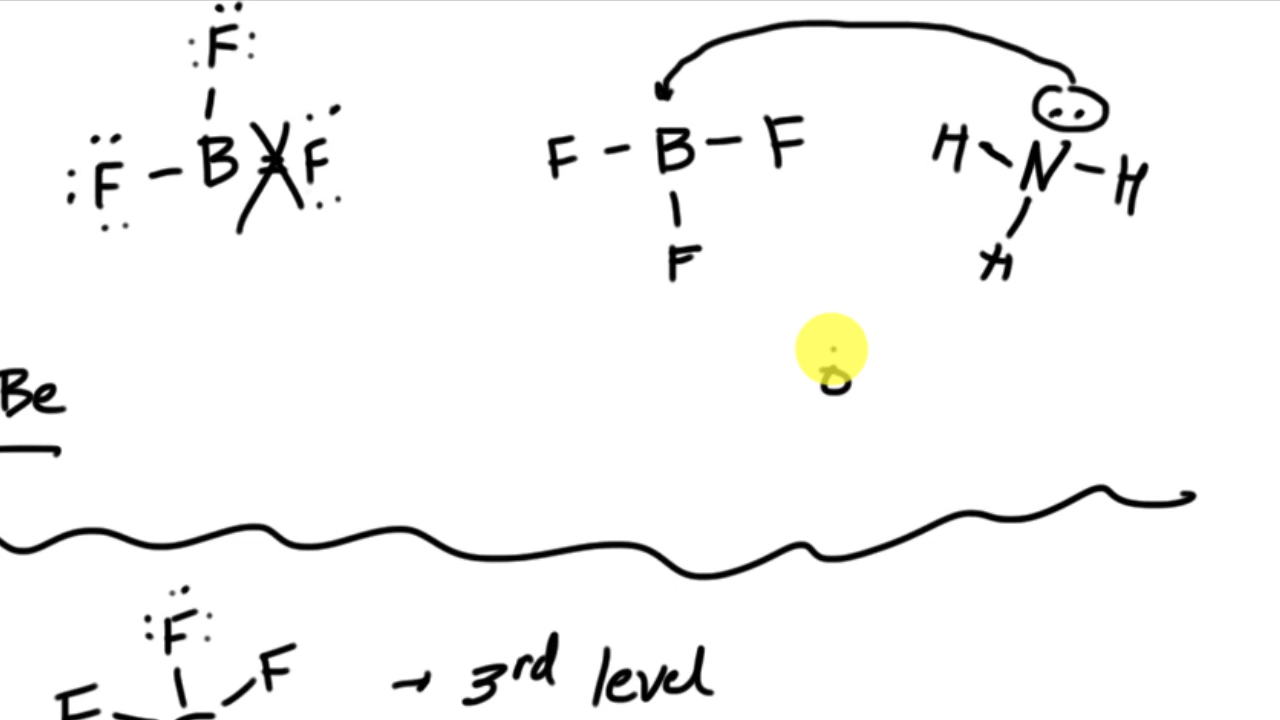 F
F - B = F
F - B - F
F
H - N - H
H
Be
F
F
F
→ 3rd level